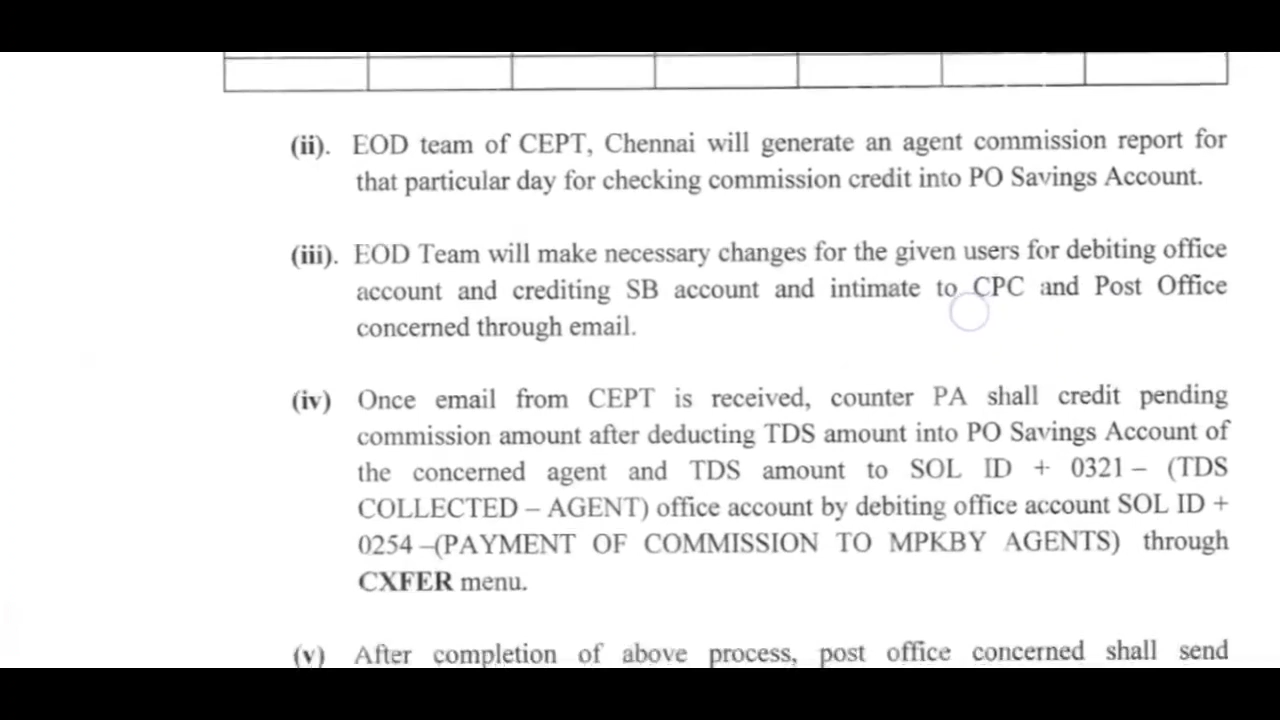 (ii). EOD team of CEPT, Chennai will generate an agent commission report for
that particular day for checking commission credit into PO Savings Account.
(iii). EOD Team will make necessary changes for the given users for debiting office
account and crediting SB account and intimate to CPC and Post Office
concerned through email.
(iv) Once email from CEPT is received, counter PA shall credit pending
commission amount after deducting TDS amount into PO Savings Account of
the concerned agent and TDS amount to SOL ID + 0321 – (TDS
COLLECTED – AGENT) office account by debiting office account SOL ID +
0254 –(PAYMENT OF COMMISSION TO MPKBY AGENTS) through
CXFER menu.
(v) After completion of above process, post office concerned shall send